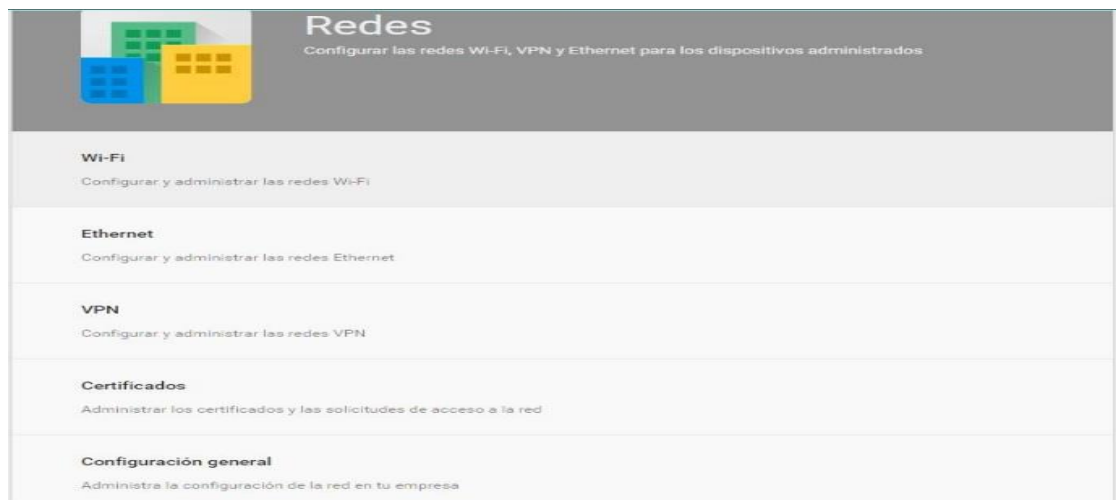 Redes
Configurar las redes Wi-Fi, VPN y Ethernet para los dispositivos administrados
Wi-Fi
Configurar y administrar las redes Wi-Fi
Ethernet
Configurar y administrar las redes Ethernet
VPN
Configurar y administrar las redes VPN
Certificados
Administrar los certificados y las solicitudes de acceso a la red
Configuración general
Administra la configuración de la red en tu empresa